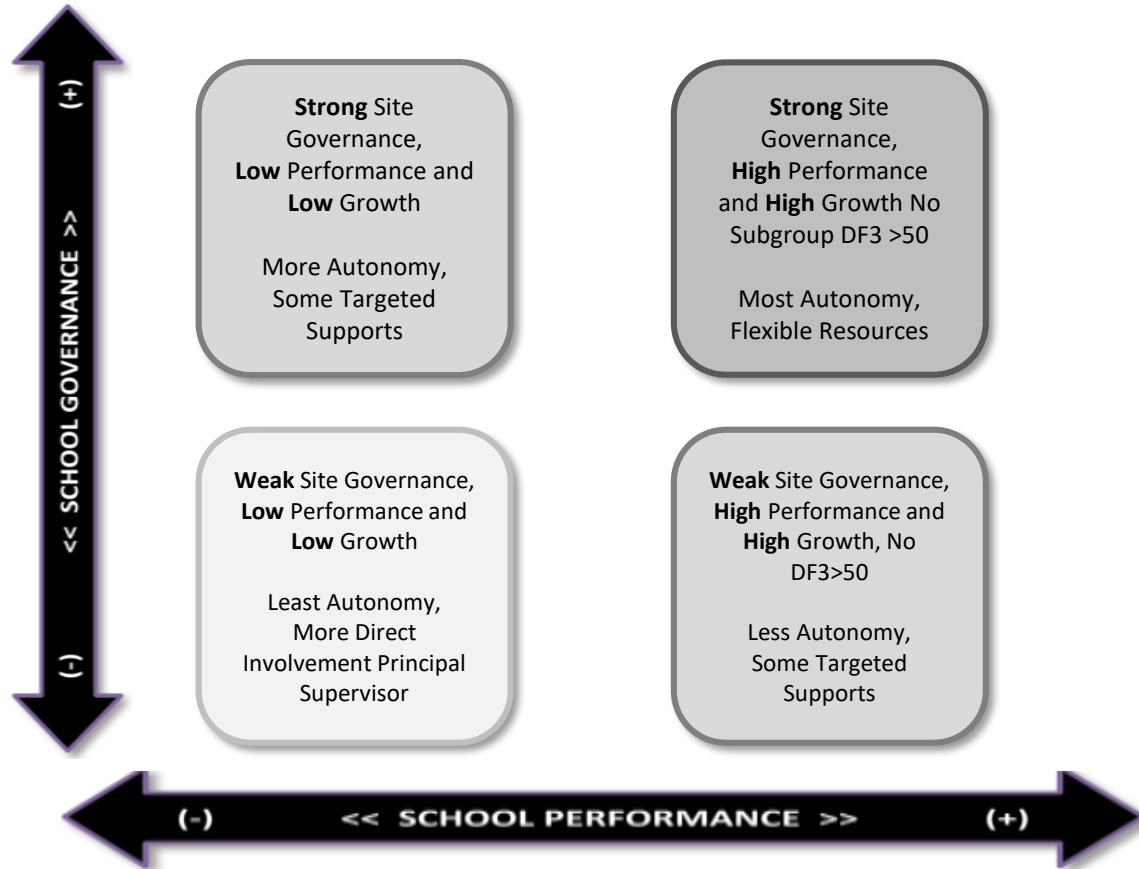 (+)
<< SCHOOL GOVERNANCE >>
(-)
Strong Site
Governance,
Low Performance and
Low Growth
More Autonomy,
Some Targeted
Supports
Strong Site
Governance,
High Performance
and High Growth No
Subgroup DF3 >50
Most Autonomy,
Flexible Resources
Weak Site Governance,
Low Performance and
Low Growth
Least Autonomy,
More Direct
Involvement Principal
Supervisor
Weak Site Governance,
High Performance and
High Growth, No
DF3>50
Less Autonomy,
Some Targeted
Supports
(-) << SCHOOL PERFORMANCE >> (+)